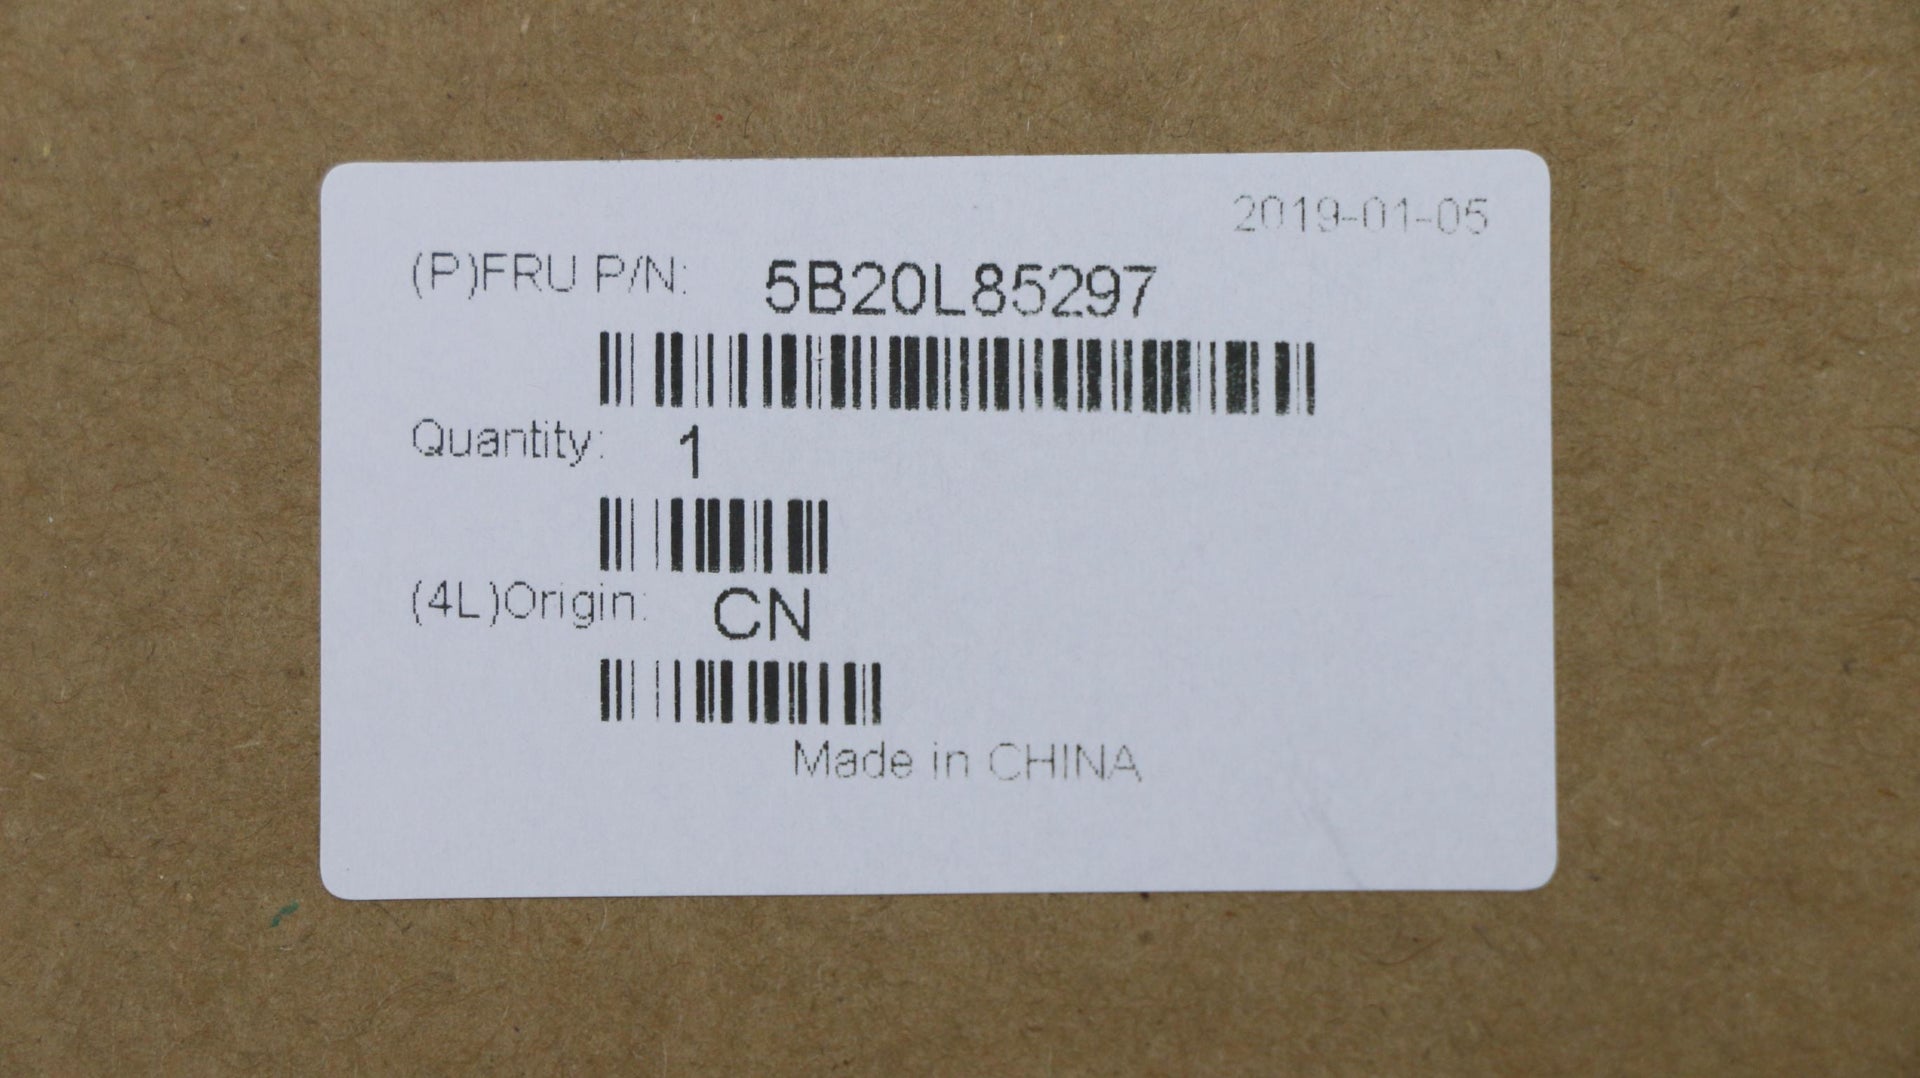 2019-01-05
(P)FRU P/N: 5B20L85297
Quantity: 1
(4L)Origin: CN
Made in CHINA